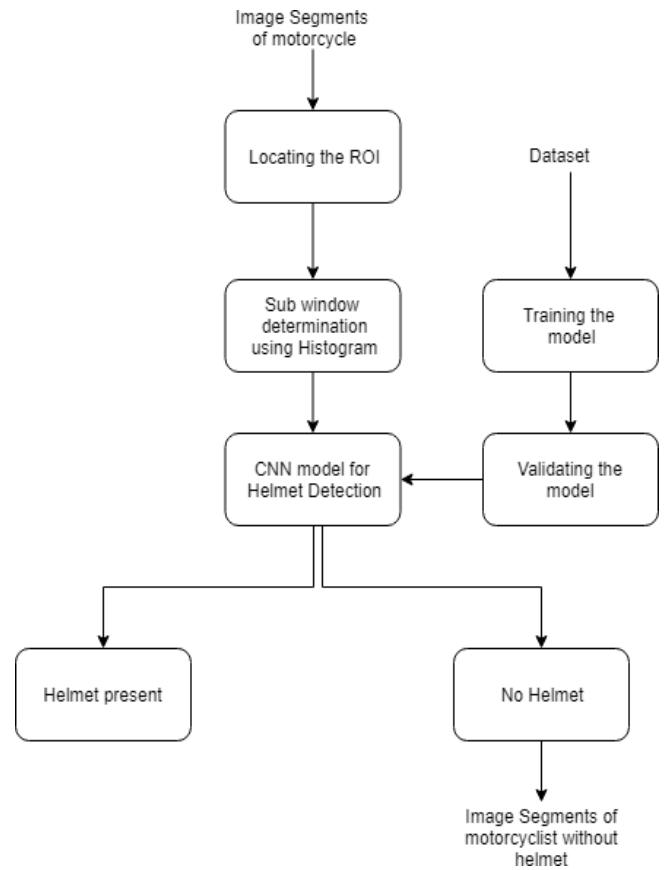 Image Segments
of motorcycle
Locating the ROI
Dataset
Sub window
determination
using Histogram
Training the
model
CNN model for
Helmet Detection
Validating the
model
Helmet present
No Helmet
Image Segments of
motorcyclist without
helmet